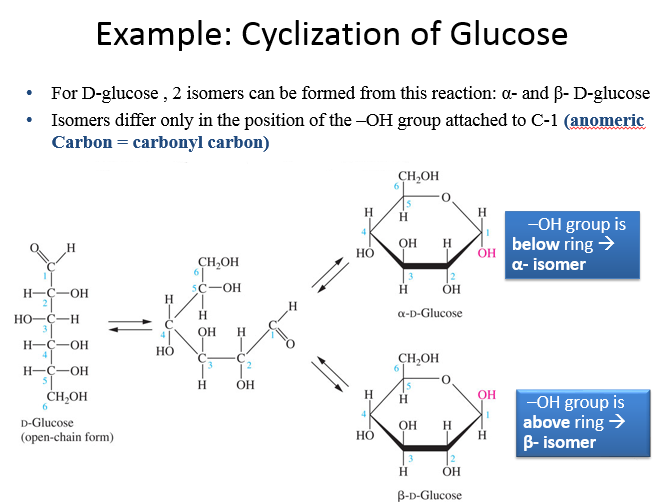 Example: Cyclization of Glucose
• For D-glucose , 2 isomers can be formed from this reaction: α- and β- D-glucose
• Isomers differ only in the position of the –OH group attached to C-1 (anomeric
Carbon = carbonyl carbon)
O H
C
1
H–C–OH
2
HO–C–H
3
H–C–OH
4
H–C–OH
5
CH₂OH
6
D-Glucose
(open-chain form)
CH₂OH
6
5C–OH
H
H
C
4
HO
OH H
C
3
C
2
H OH
H
C
1
O
CH₂OH
6
5
O
H
H
H
4
1
HO
OH H
OH
3
2
H OH
α-D-Glucose
–OH group is
below ring →
α- isomer
CH₂OH
6
5
O
H
H
OH
4
1
HO
OH H
H
3
2
H OH
β-D-Glucose
–OH group is
above ring →
β- isomer